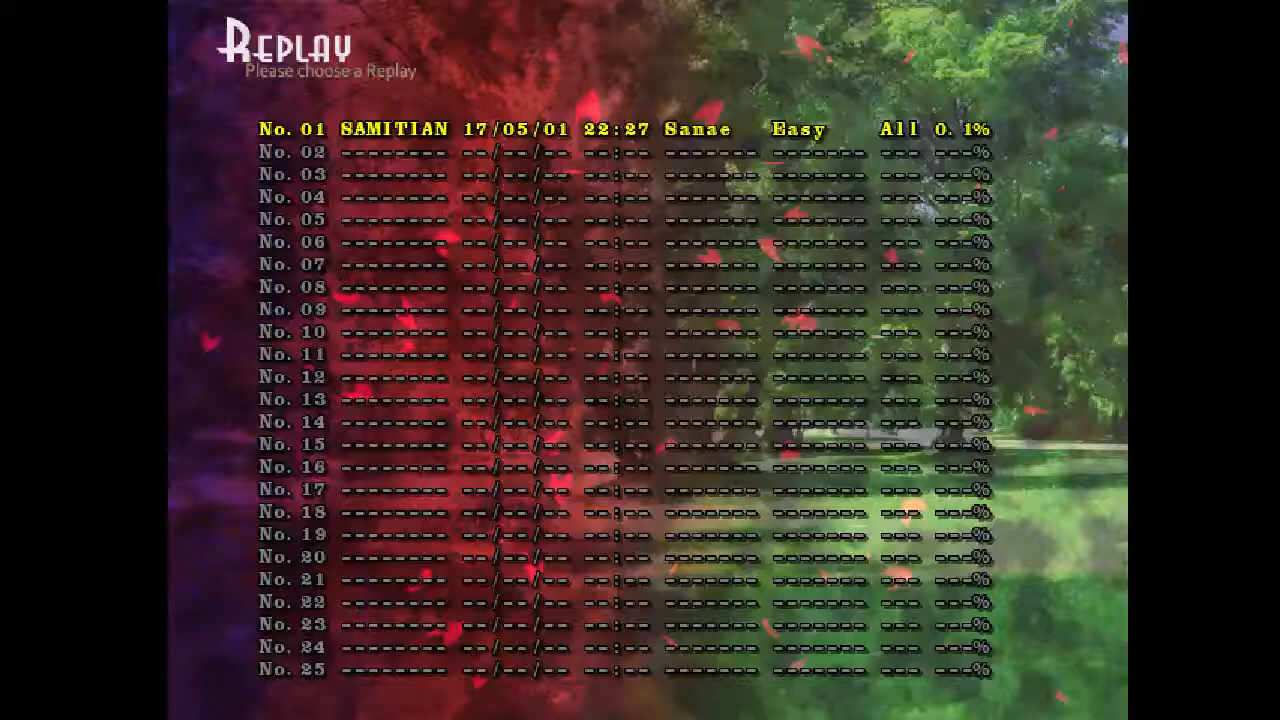 REPLAY
Please choose a Replay
No. 01 SAMITIAN 17/05/01 22:27 Sanae Easy All 0.1%
No. 02 -------- --/--/-- --:-- ------- ------- --- ---%
No. 03 -------- --/--/-- --:-- ------- ------- --- ---%
No. 04 -------- --/--/-- --:-- ------- ------- --- ---%
No. 05 -------- --/--/-- --:-- ------- ------- --- ---%
No. 06 -------- --/--/-- --:-- ------- ------- --- ---%
No. 07 -------- --/--/-- --:-- ------- ------- --- ---%
No. 08 -------- --/--/-- --:-- ------- ------- --- ---%
No. 09 -------- --/--/-- --:-- ------- ------- --- ---%
No. 10 -------- --/--/-- --:-- ------- ------- --- ---%
No. 11 -------- --/--/-- --:-- ------- ------- --- ---%
No. 12 -------- --/--/-- --:-- ------- ------- --- ---%
No. 13 -------- --/--/-- --:-- ------- ------- --- ---%
No. 14 -------- --/--/-- --:-- ------- ------- --- ---%
No. 15 -------- --/--/-- --:-- ------- ------- --- ---%
No. 16 -------- --/--/-- --:-- ------- ------- --- ---%
No. 17 -------- --/--/-- --:-- ------- ------- --- ---%
No. 18 -------- --/--/-- --:-- ------- ------- --- ---%
No. 19 -------- --/--/-- --:-- ------- ------- --- ---%
No. 20 -------- --/--/-- --:-- ------- ------- --- ---%
No. 21 -------- --/--/-- --:-- ------- ------- --- ---%
No. 22 -------- --/--/-- --:-- ------- ------- --- ---%
No. 23 -------- --/--/-- --:-- ------- ------- --- ---%
No. 24 -------- --/--/-- --:-- ------- ------- --- ---%
No. 25 -------- --/--/-- --:-- ------- ------- --- ---%